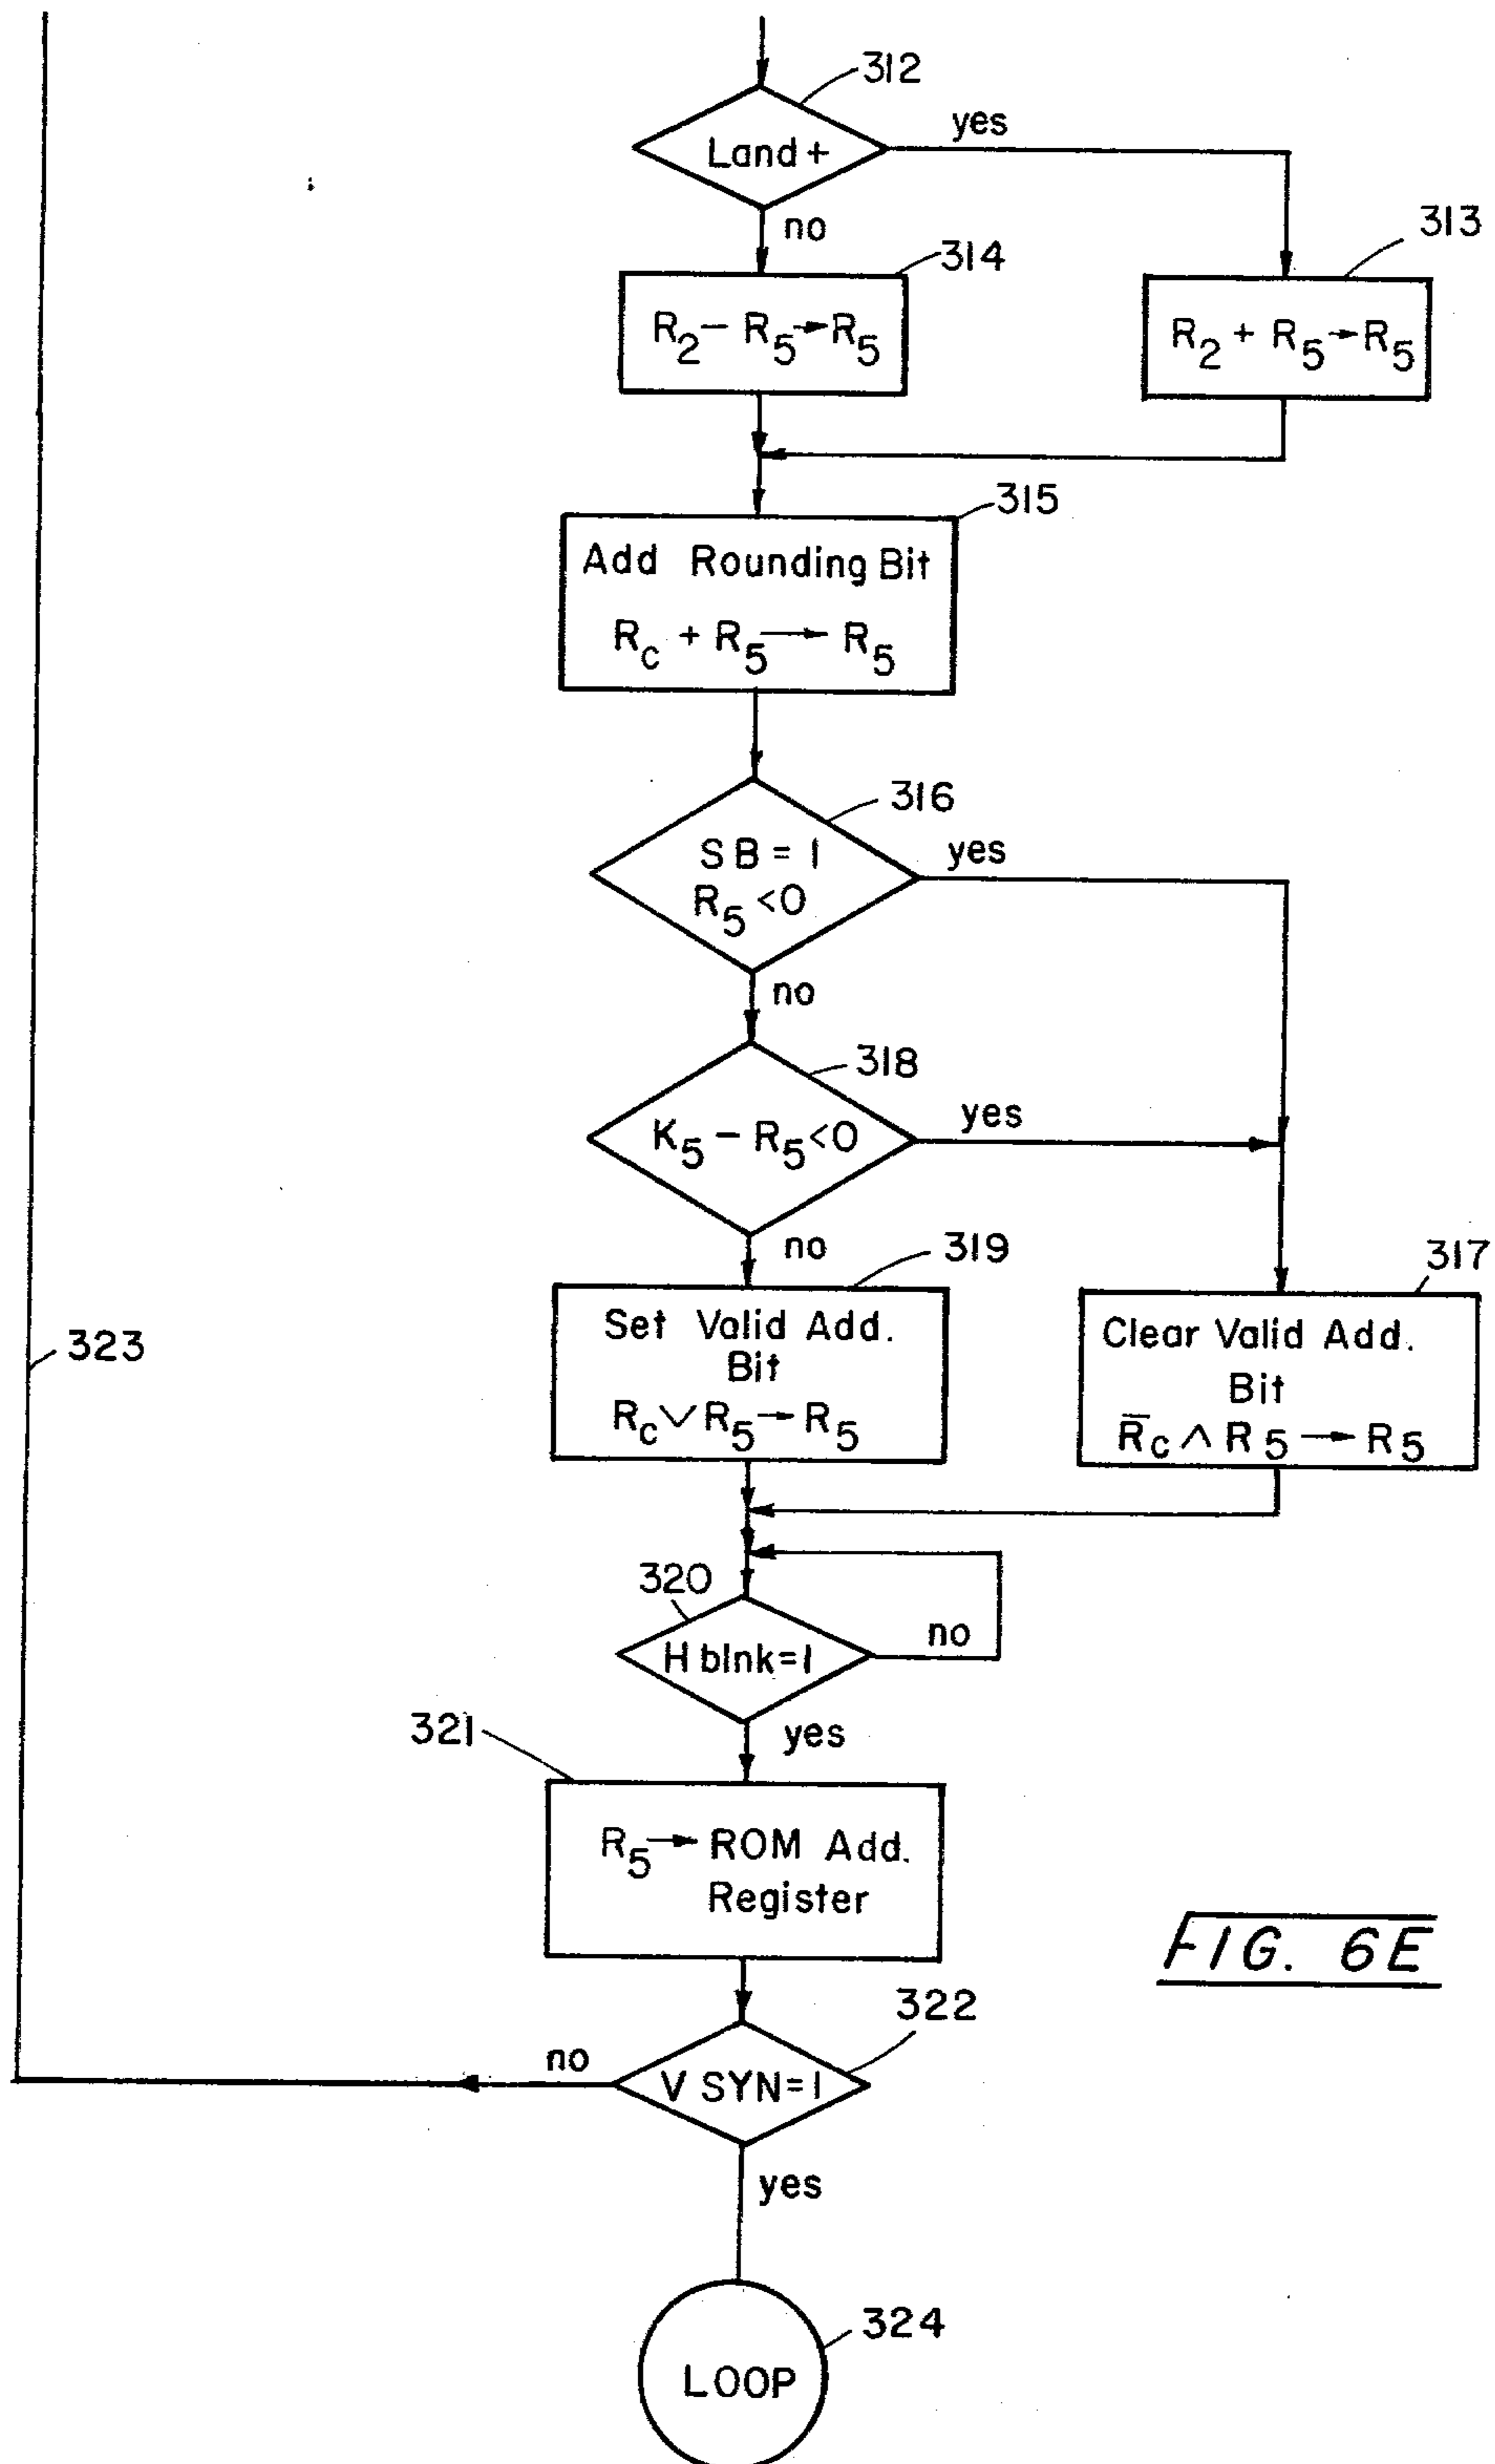 312
Land +
yes
no
314
313
R₂ − R₅ → R₅
R₂ + R₅ → R₅
315
Add Rounding Bit
R_C + R₅ → R₅
316
SB = 1
R₅ <0
yes
no
318
K₅ − R₅ <0
yes
no
319
317
Set Valid Add.
Bit
R_C ∨ R₅ → R₅
Clear Valid Add.
Bit
R̅_C ∧ R₅ → R₅
323
320
H blnk=1
no
yes
321
R₅ → ROM Add.
Register
FIG. 6E
322
V SYN=1
no
yes
324
LOOP